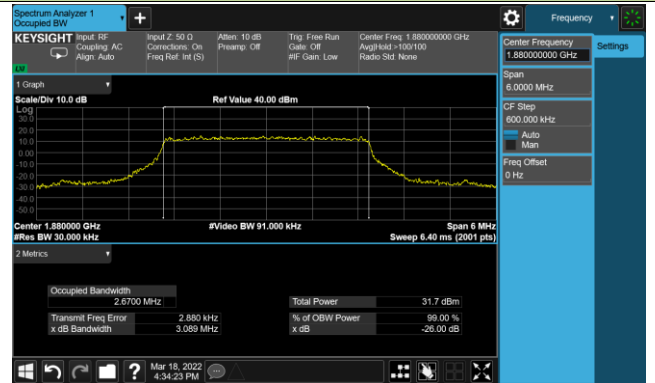 Spectrum Analyzer 1
Occupied BW
KEYSIGHT
Input: RF
Coupling: AC
Align: Auto
Input Z: 50 Ω
Corrections: On
Freq Ref: Int (S)
Atten: 10 dB
Preamp: Off
Trig: Free Run
Gate: Off
#IF Gain: Low
Center Freq: 1.880000000 GHz
Avg|Hold:>100/100
Radio Std: None
LW
1 Graph
Scale/Div 10.0 dB
Ref Value 40.00 dBm
Log
30.0
20.0
10.0
0.00
-10.0
-20.0
-30.0
-40.0
-50.0
Center 1.880000 GHz
#Video BW 91.000 kHz
Span 6 MHz
#Res BW 30.000 kHz
Sweep 6.40 ms (2001 pts)
2 Metrics
Occupied Bandwidth
2.6700 MHz
Total Power 31.7 dBm
Transmit Freq Error 2.880 kHz
% of OBW Power 99.00 %
x dB Bandwidth 3.089 MHz
x dB -26.00 dB
Mar 18, 2022
4:34:23 PM
Frequency
Settings
Center Frequency
1.880000000 GHz
Span
6.0000 MHz
CF Step
600.000 kHz
Auto
Man
Freq Offset
0 Hz